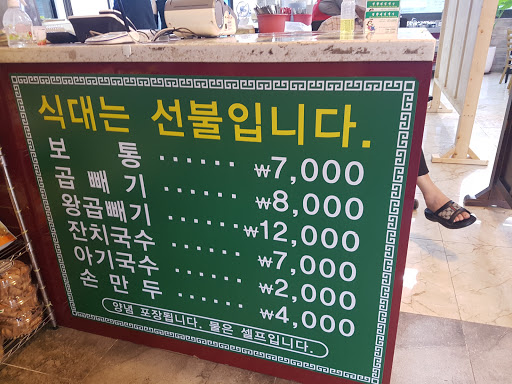 식대는 선불입니다.
보 통 ······ ₩7,000
곱 빼 기 ······ ₩8,000
왕곱빼기 ······ ₩12,000
잔치국수 ······ ₩7,000
아기국수 ······ ₩2,000
손 만 두 ······ ₩4,000
양념 포장됩니다. 물은 셀프입니다.